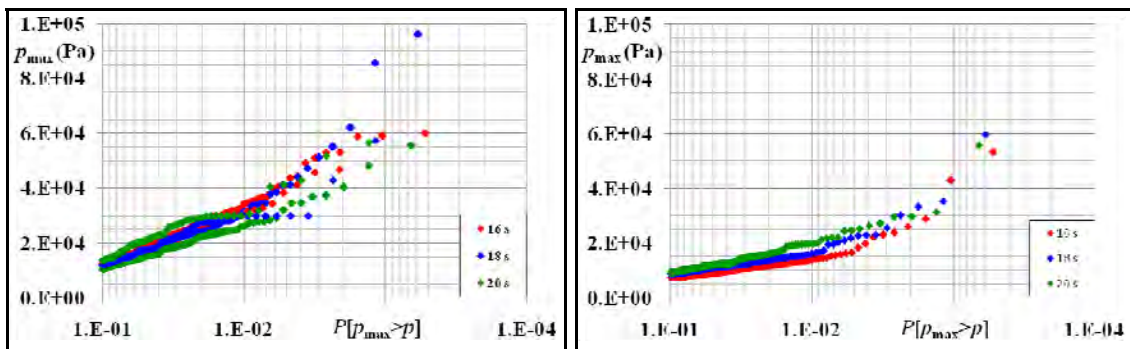 1.E+05
p_max (Pa)
8.E+04
6.E+04
4.E+04
2.E+04
0.E+00
1.E-01
1.E-02
P[p_max>p]
1.E-04
16 s
18 s
20 s
1.E+05
p_max (Pa)
8.E+04
6.E+04
4.E+04
2.E+04
0.E+00
1.E-01
1.E-02
P[p_max>p]
1.E-04
16 s
18 s
20 s